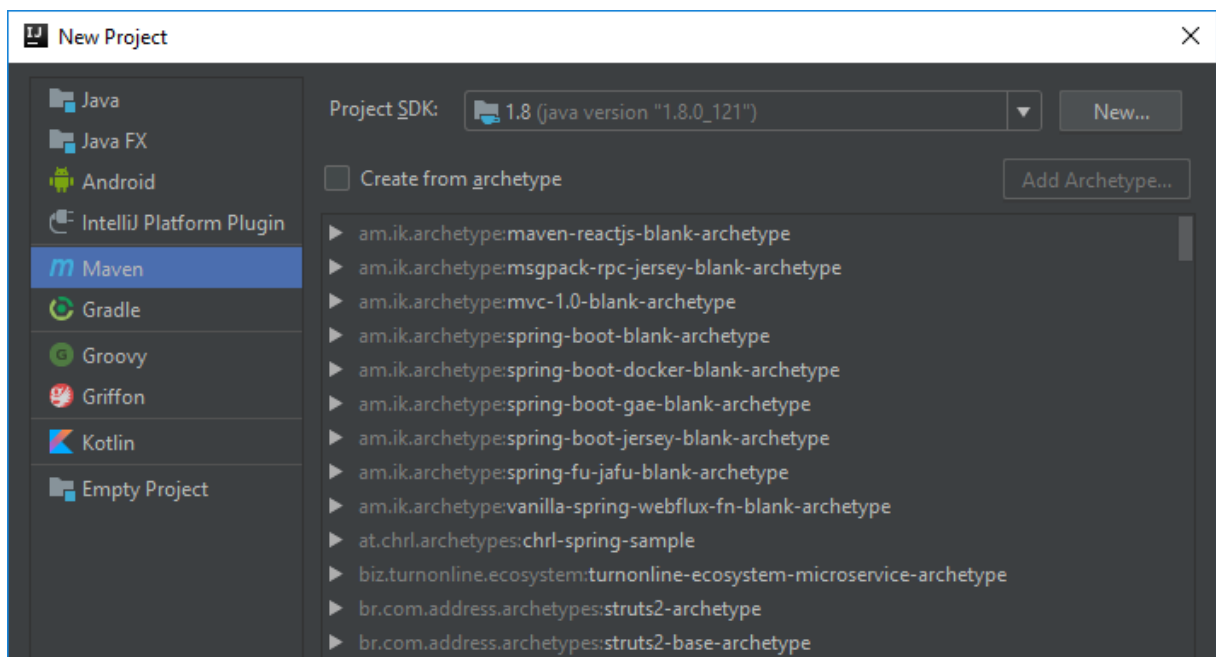 New Project
Java
Java FX
Android
IntelliJ Platform Plugin
Maven
Gradle
Groovy
Griffon
Kotlin
Empty Project
Project SDK: 1.8 (java version "1.8.0_121") New...
Create from archetype Add Archetype...
am.ik.archetype:maven-reactjs-blank-archetype
am.ik.archetype:msgpack-rpc-jersey-blank-archetype
am.ik.archetype:mvc-1.0-blank-archetype
am.ik.archetype:spring-boot-blank-archetype
am.ik.archetype:spring-boot-docker-blank-archetype
am.ik.archetype:spring-boot-gae-blank-archetype
am.ik.archetype:spring-boot-jersey-blank-archetype
am.ik.archetype:spring-fu-jafu-blank-archetype
am.ik.archetype:vanilla-spring-webflux-fn-blank-archetype
at.chrl.archetypes:chrl-spring-sample
biz.turnonline.ecosystem:turnonline-ecosystem-microservice-archetype
br.com.address.archetypes:struts2-archetype
br.com.address.archetypes:struts2-base-archetype